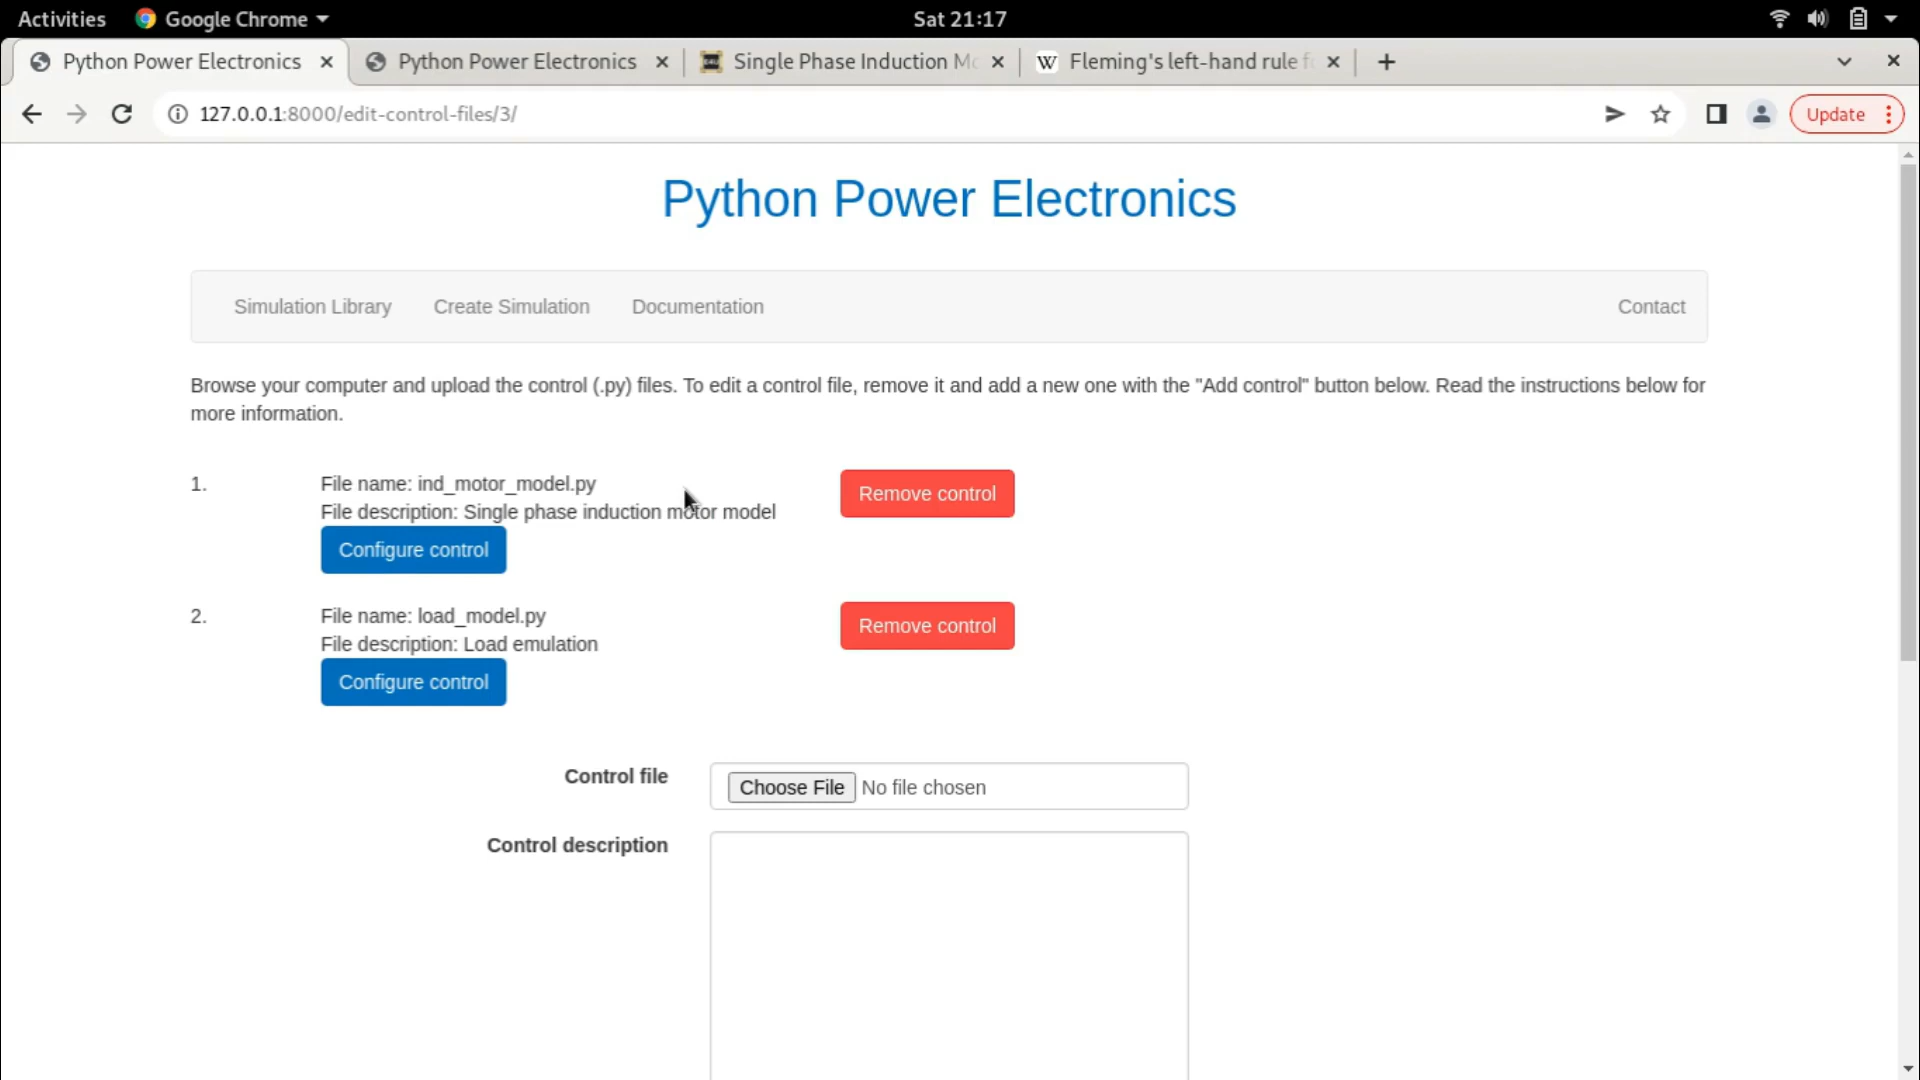 Activities Google Chrome Sat 21:17
Python Power Electronics Python Power Electronics Single Phase Induction Mo Fleming's left-hand rule f
127.0.0.1:8000/edit-control-files/3/ Update
Python Power Electronics
Simulation Library Create Simulation Documentation Contact
Browse your computer and upload the control (.py) files. To edit a control file, remove it and add a new one with the "Add control" button below. Read the instructions below for
more information.
1. File name: ind_motor_model.py Remove control
File description: Single phase induction motor model
Configure control
2. File name: load_model.py Remove control
File description: Load emulation
Configure control
Control file Choose File No file chosen
Control description